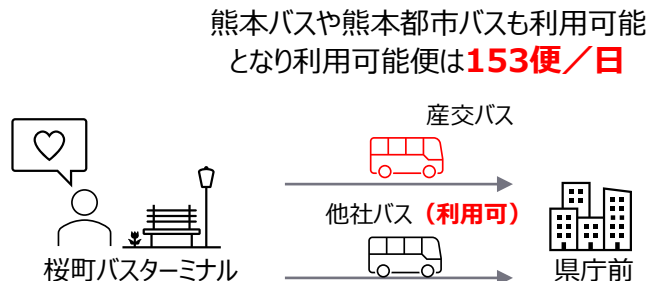 熊本バスや熊本都市バスも利用可能
となり利用可能便は153便／日
産交バス
他社バス（利用可）
桜町バスターミナル
県庁前